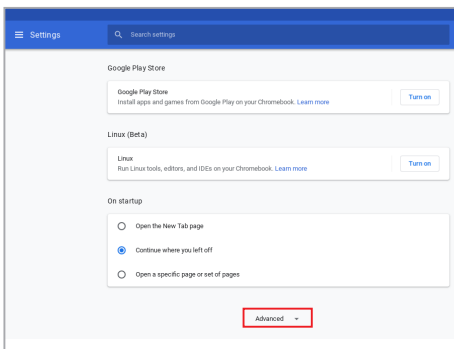 Settings
Search settings
Google Play Store
Google Play Store
Install apps and games from Google Play on your Chromebook. Learn more
Turn on
Linux (Beta)
Linux
Run Linux tools, editors, and IDEs on your Chromebook. Learn more
Turn on
On startup
Open the New Tab page
Continue where you left off
Open a specific page or set of pages
Advanced